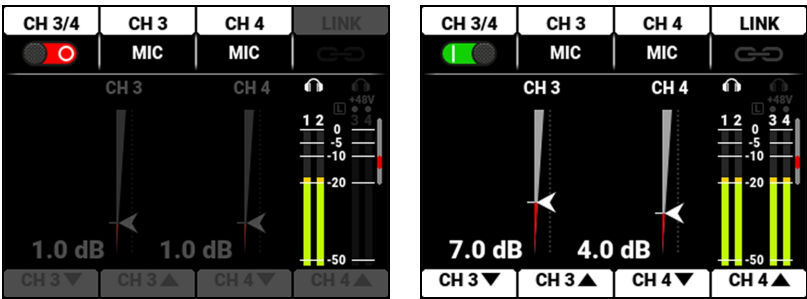 CH 3/4 CH 3 CH 4 LINK
MIC MIC
CH 3 CH 4
+48V
L
1 2 3 4
0
-5
-10
-20
-50
1.0 dB 1.0 dB
CH 3▼ CH 3▲ CH 4▼ CH 4▲
CH 3/4 CH 3 CH 4 LINK
MIC MIC
CH 3 CH 4
+48V
L
1 2 3 4
0
-5
-10
-20
-50
7.0 dB 4.0 dB
CH 3▼ CH 3▲ CH 4▼ CH 4▲